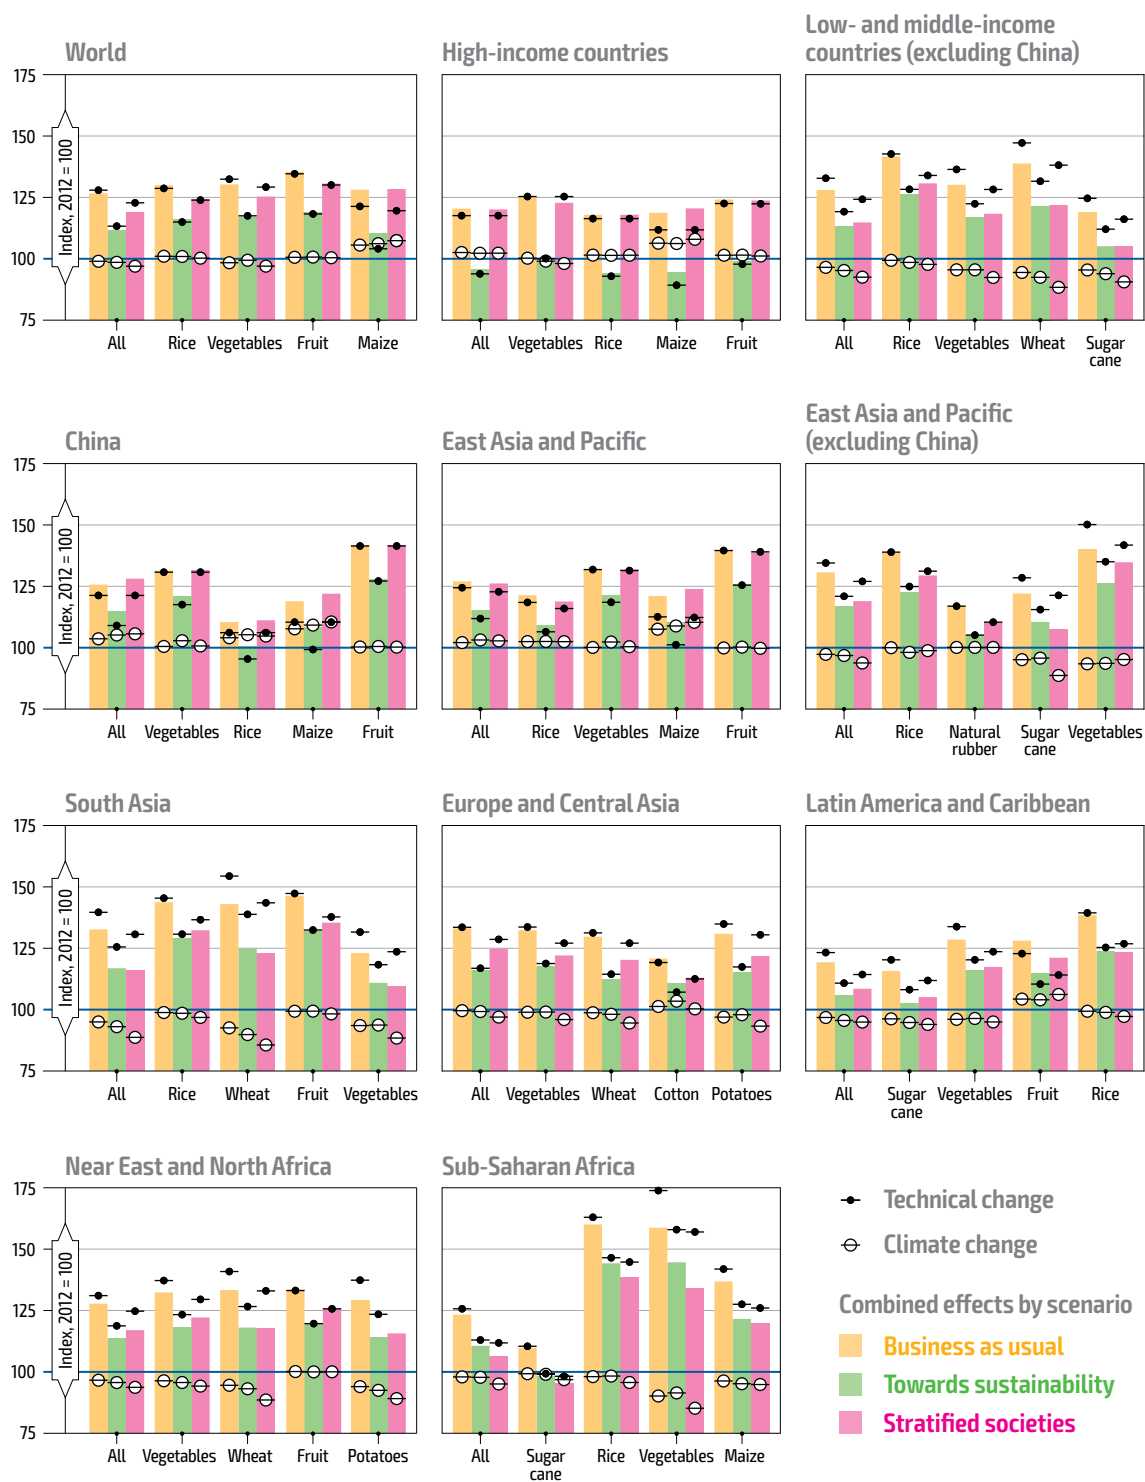 World
High-income countries
Low- and middle-income
countries (excluding China)
175
150
125
100
75
Index, 2012 = 100
All Rice Vegetables Fruit Maize
All Vegetables Rice Maize Fruit
All Rice Vegetables Wheat Sugar
cane
China
East Asia and Pacific
East Asia and Pacific
(excluding China)
175
150
125
100
75
Index, 2012 = 100
All Vegetables Rice Maize Fruit
All Rice Vegetables Maize Fruit
All Rice Natural Sugar Vegetables
rubber cane
South Asia
Europe and Central Asia
Latin America and Caribbean
175
150
125
100
75
Index, 2012 = 100
All Rice Wheat Fruit Vegetables
All Vegetables Wheat Cotton Potatoes
All Sugar Vegetables Fruit Rice
cane
Near East and North Africa
Sub-Saharan Africa
175
150
125
100
75
Index, 2012 = 100
All Vegetables Wheat Fruit Potatoes
All Sugar Rice Vegetables Maize
cane
Technical change
Climate change
Combined effects by scenario
Business as usual
Towards sustainability
Stratified societies